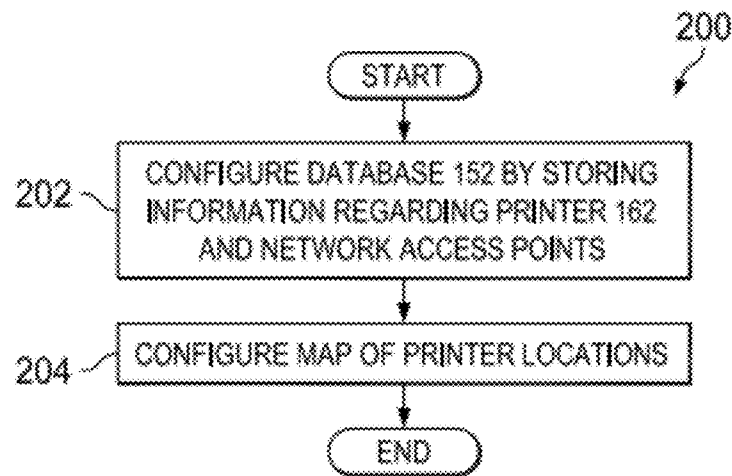 200
START
202
CONFIGURE DATABASE 152 BY STORING
INFORMATION REGARDING PRINTER 162
AND NETWORK ACCESS POINTS
204
CONFIGURE MAP OF PRINTER LOCATIONS
END